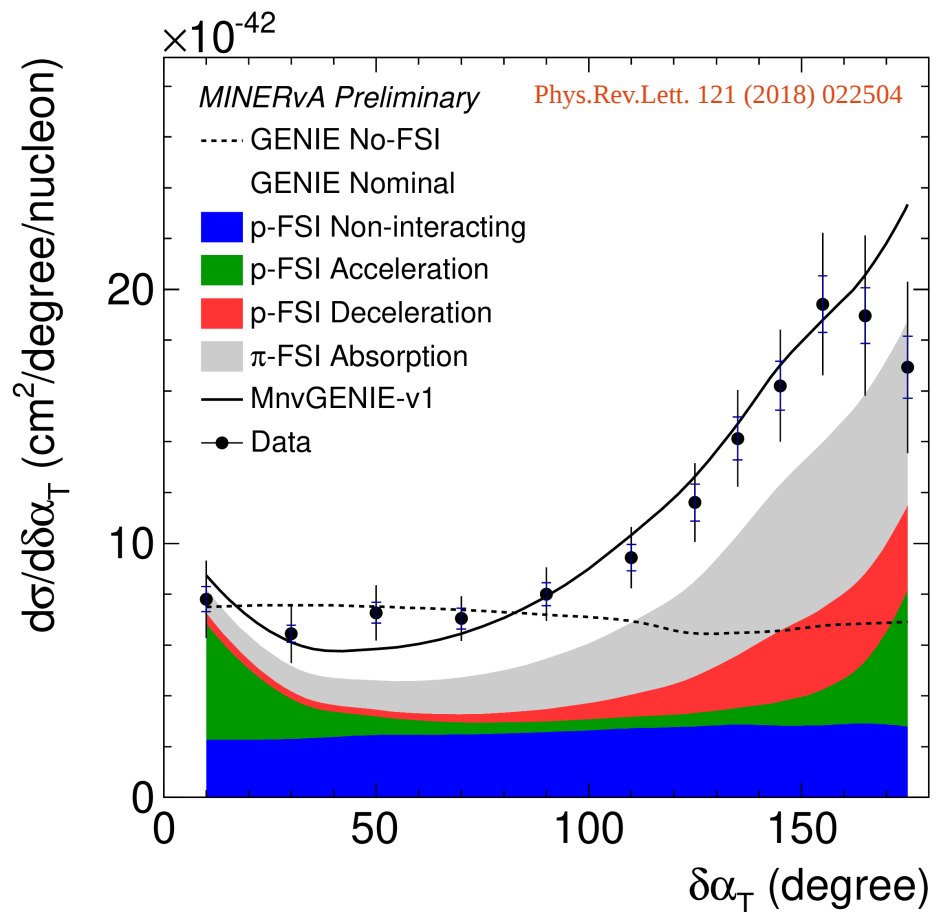 ×10⁻⁴²
MINERvA Preliminary
Phys.Rev.Lett. 121 (2018) 022504
GENIE No-FSI
GENIE Nominal
p-FSI Non-interacting
p-FSI Acceleration
p-FSI Deceleration
π-FSI Absorption
MnvGENIE-v1
Data
dσ/dδα_T (cm²/degree/nucleon)
20
10
0
0 50 100 150
δα_T (degree)